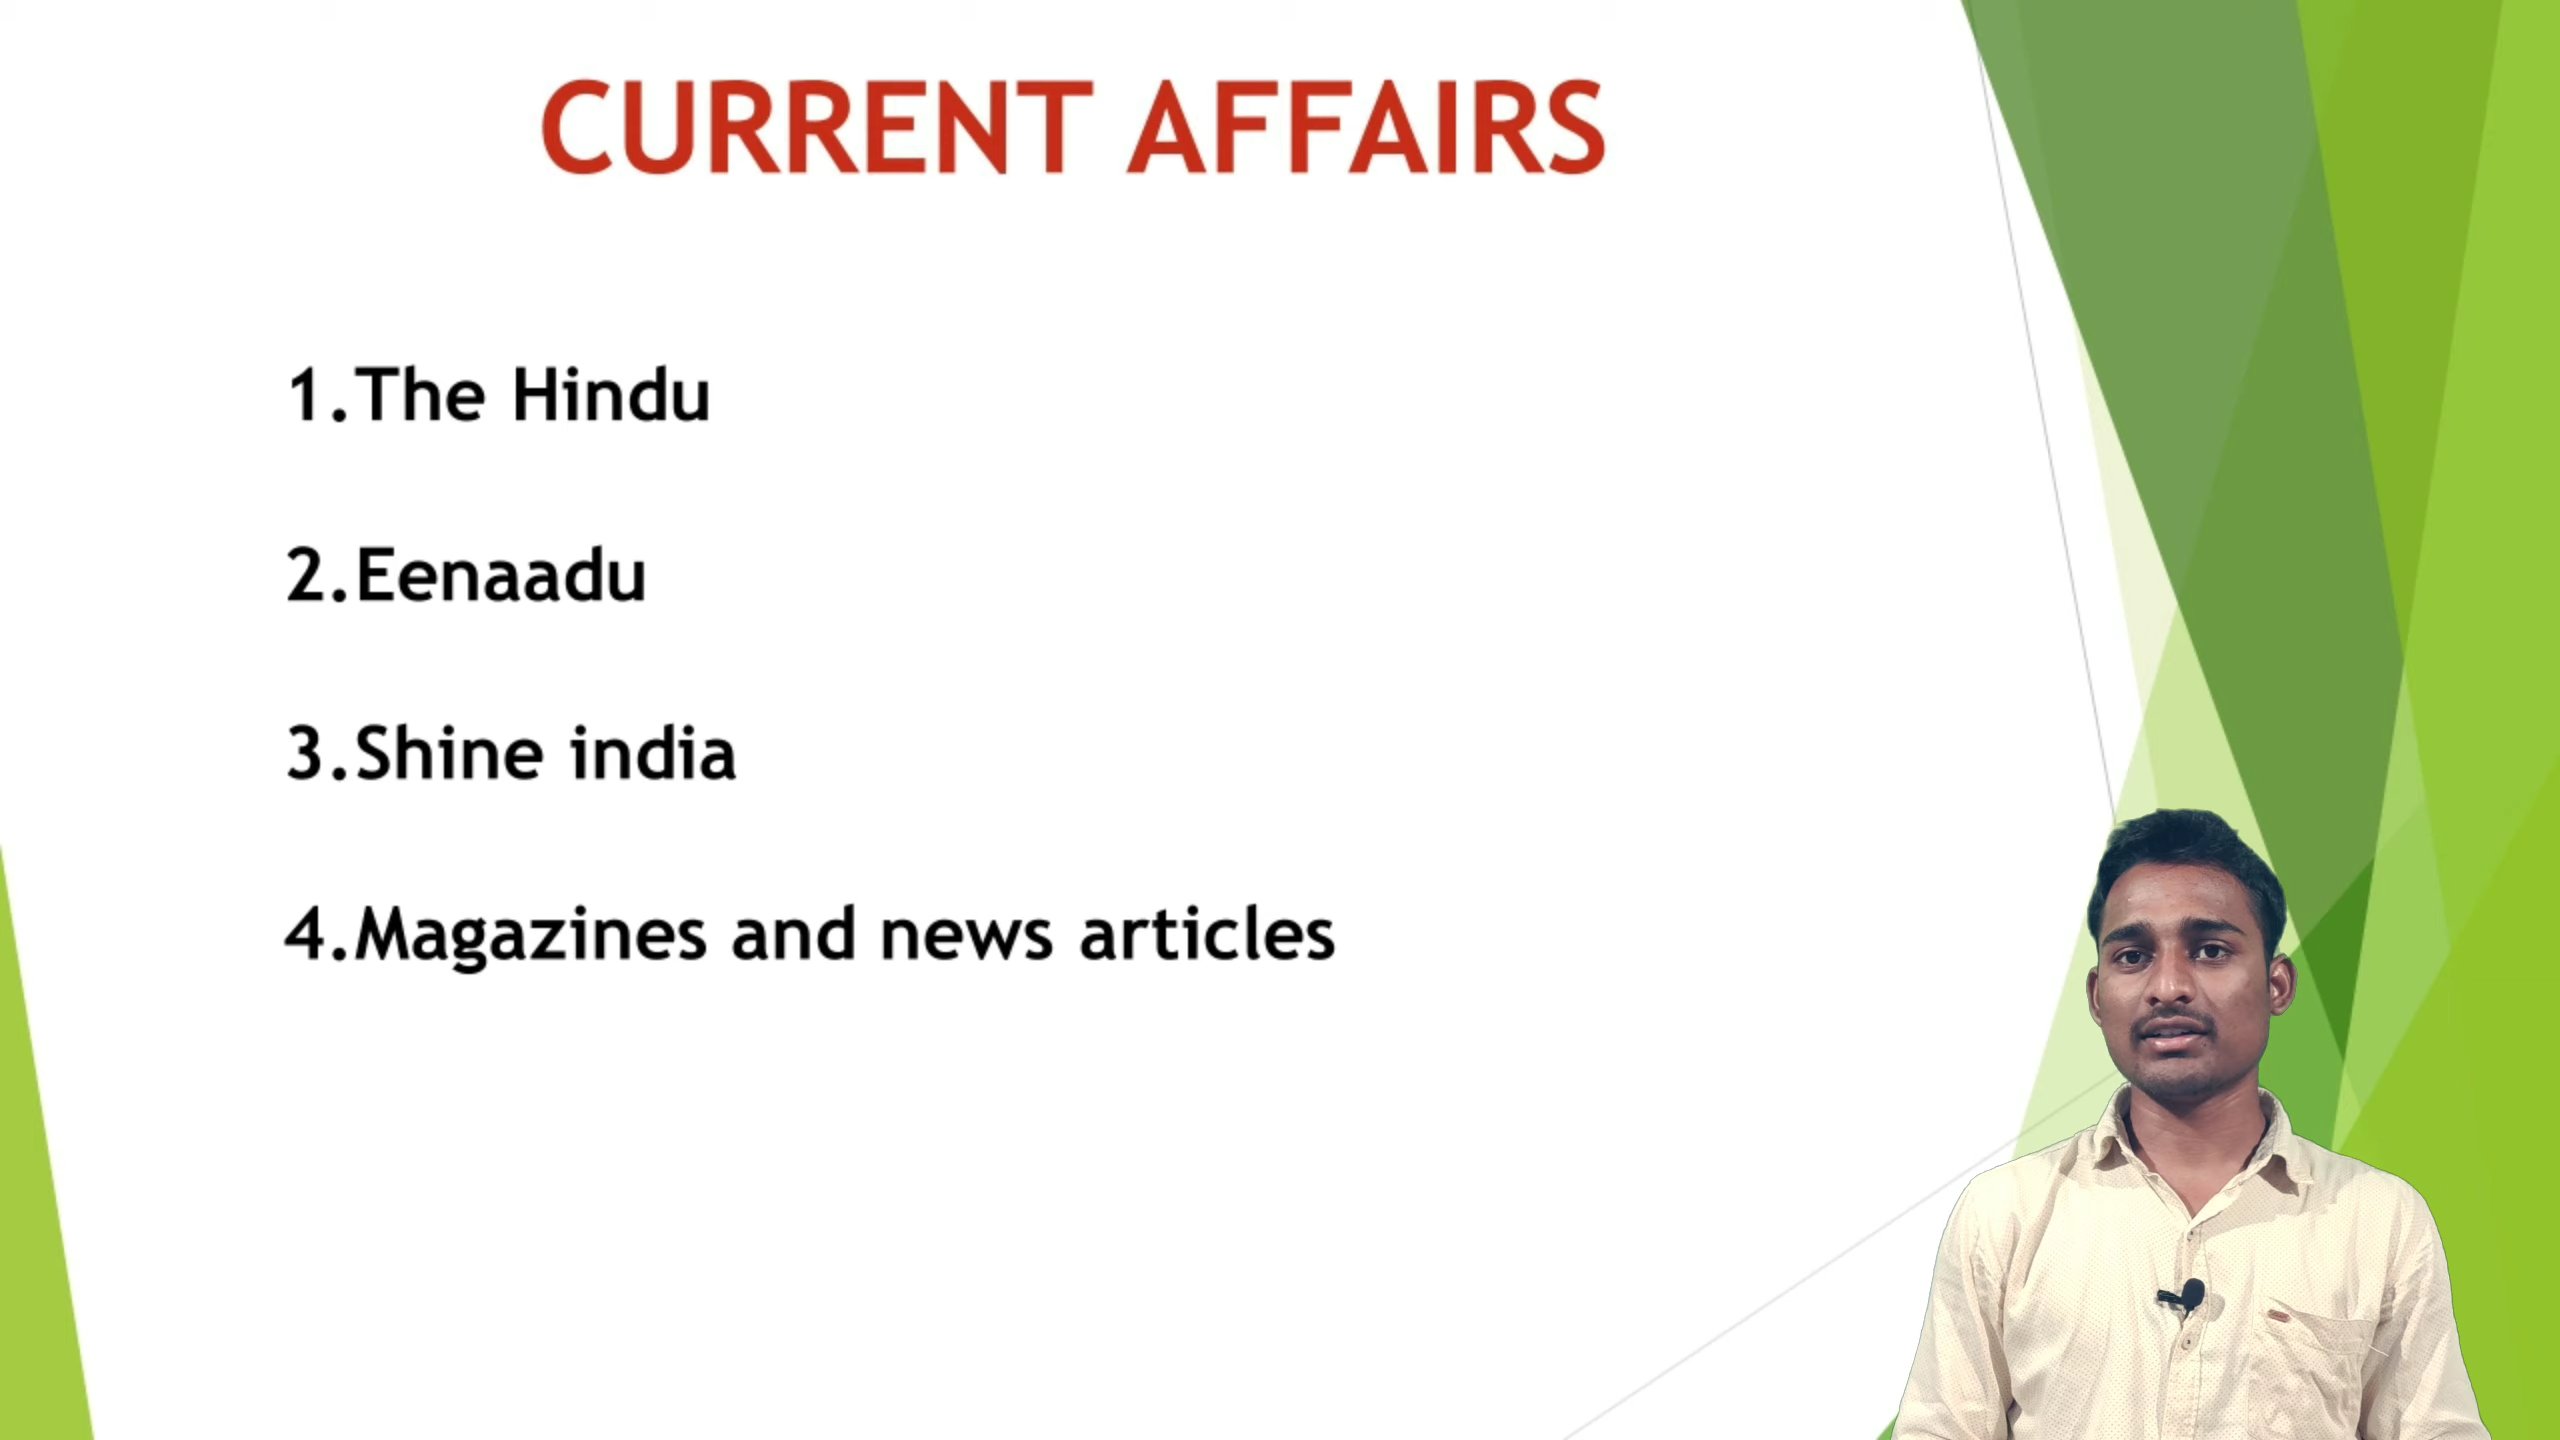 CURRENT AFFAIRS
1.The Hindu
2.Eenaadu
3.Shine india
4.Magazines and news articles